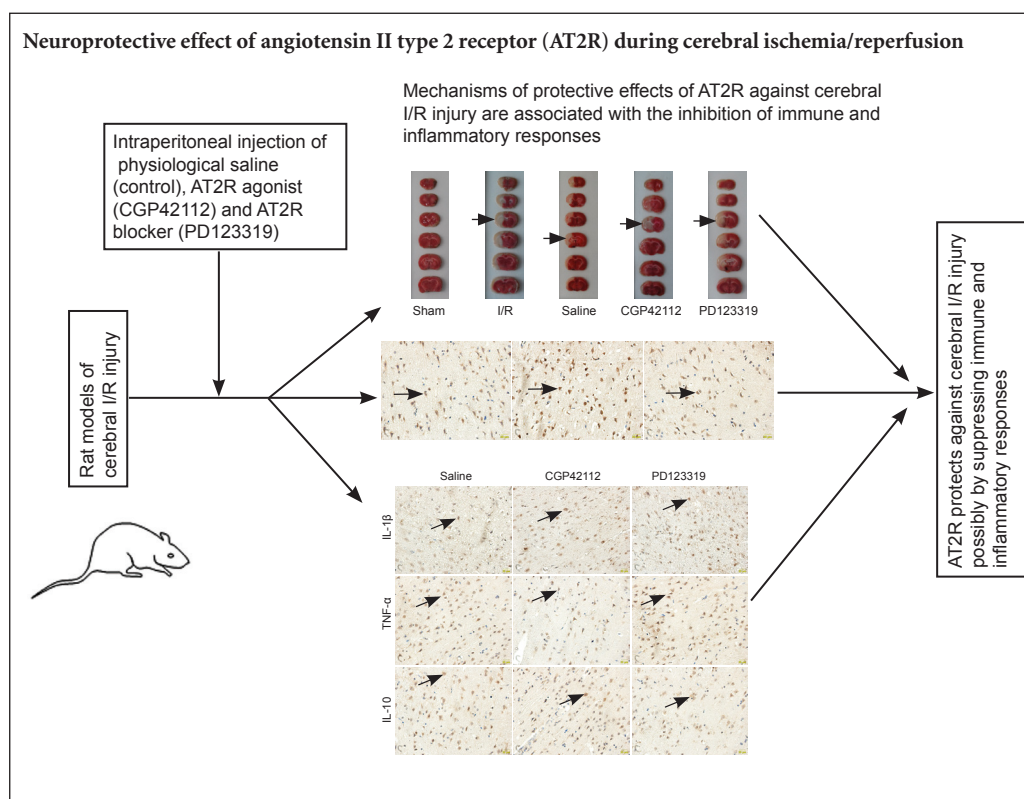 Neuroprotective effect of angiotensin II type 2 receptor (AT2R) during cerebral ischemia/reperfusion
Mechanisms of protective effects of AT2R against cerebral
I/R injury are associated with the inhibition of immune and
inflammatory responses
Intraperitoneal injection of
physiological saline
(control), AT2R agonist
(CGP42112) and AT2R
blocker (PD123319)
Sham I/R Saline CGP42112 PD123319
Rat models of
cerebral I/R injury
Saline CGP42112 PD123319
IL-1β
TNF-α
IL-10
AT2R protects against cerebral I/R injury
possibly by suppressing immune and
inflammatory responses